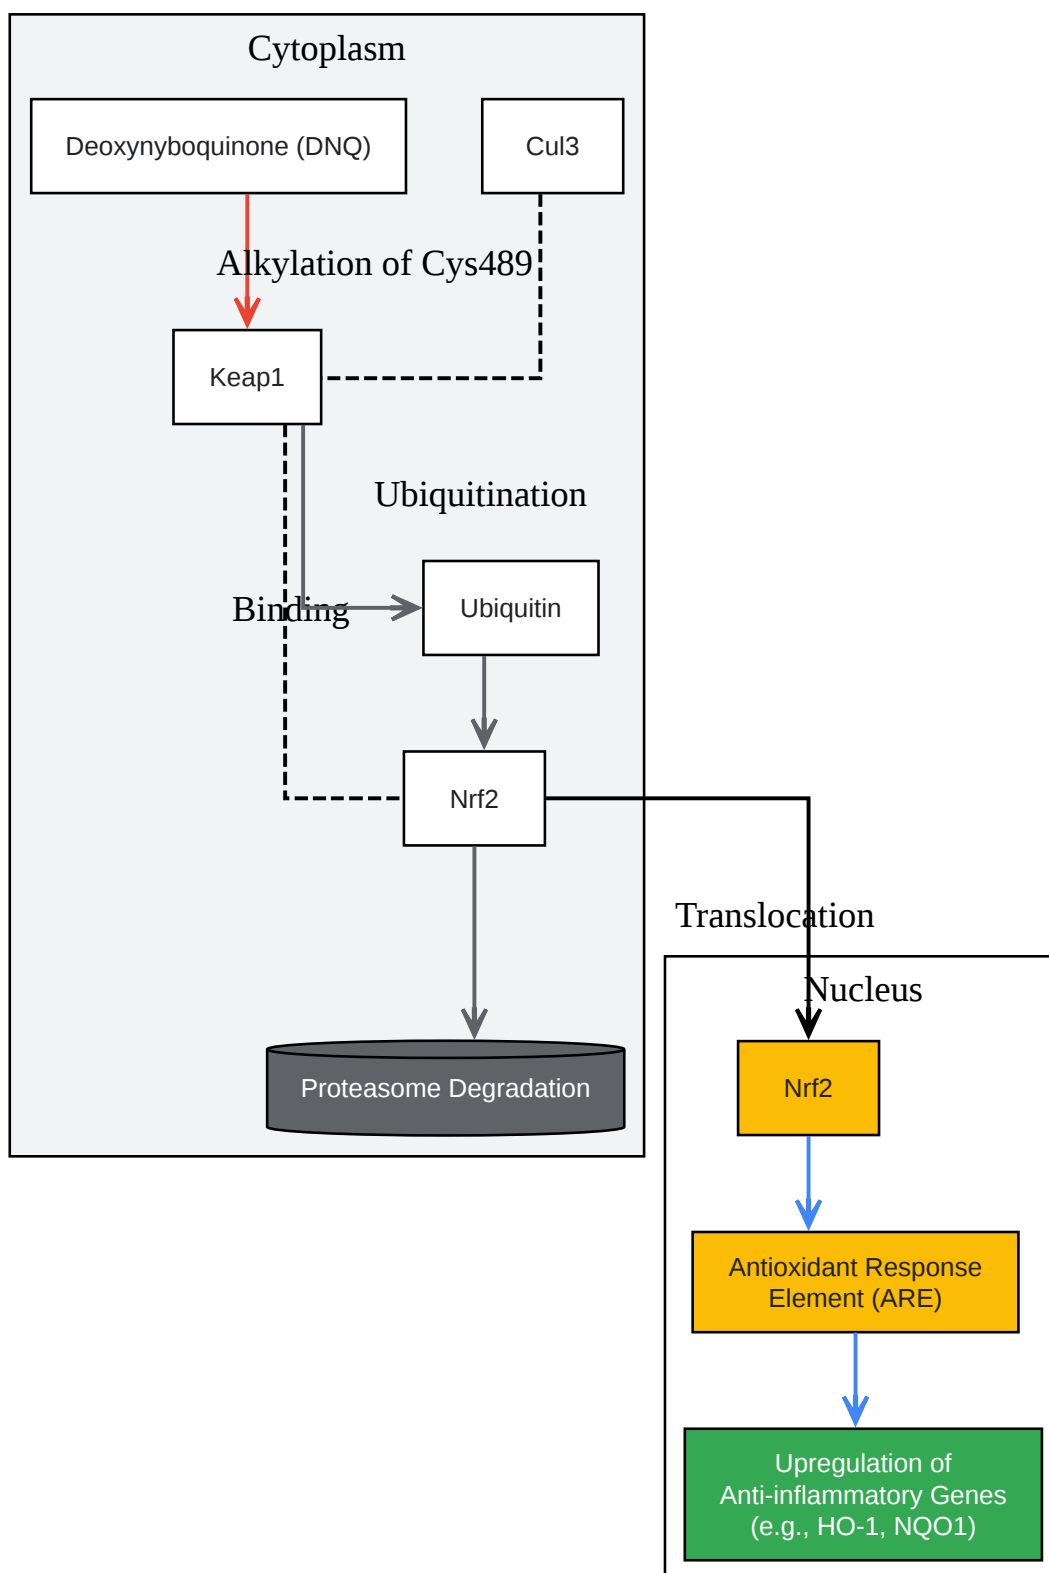 Cytoplasm
Deoxynyboquinone (DNQ)
Cul3
Alkylation of Cys489
Keap1
Ubiquitination
Binding
Ubiquitin
Nrf2
Translocation
Nucleus
Nrf2
Proteasome Degradation
Antioxidant Response
Element (ARE)
Upregulation of
Anti-inflammatory Genes
(e.g., HO-1, NQO1)